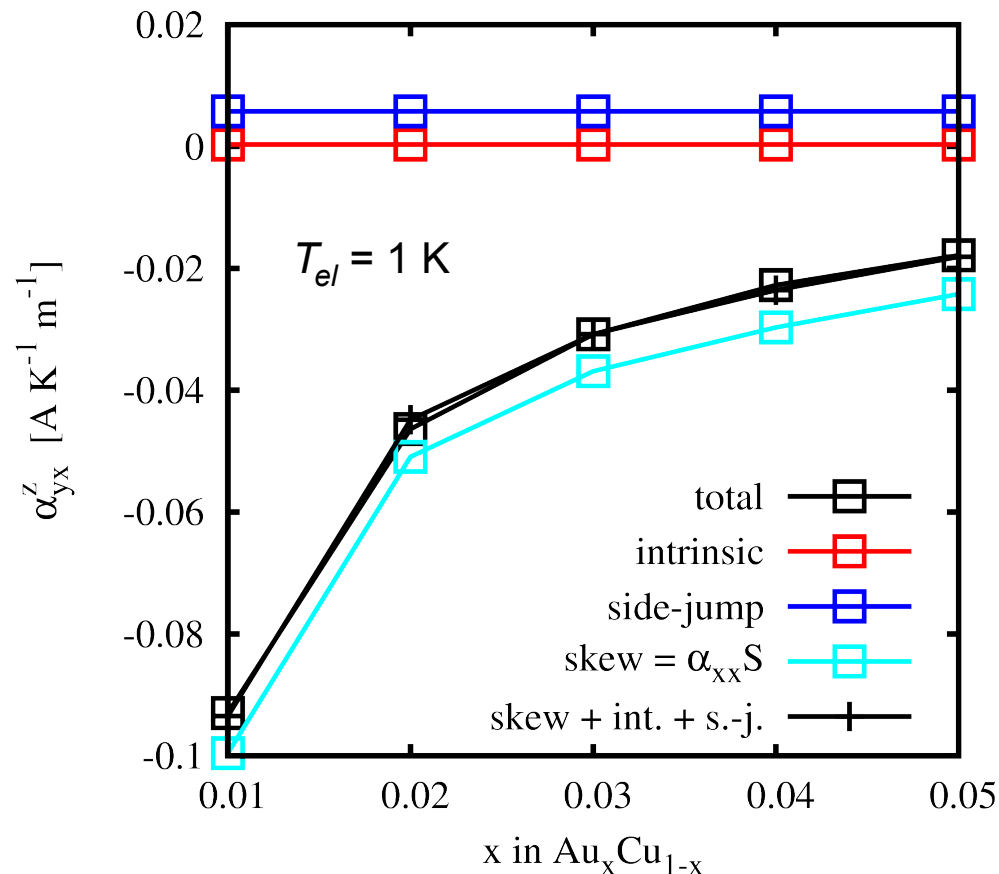 0.02
0
-0.02
-0.04
-0.06
-0.08
-0.1
α^z_yx [A K^-1 m^-1]
T_el = 1 K
total
intrinsic
side-jump
skew = α_xx S
skew + int. + s.-j.
0.01 0.02 0.03 0.04 0.05
x in Au_xCu_1-x